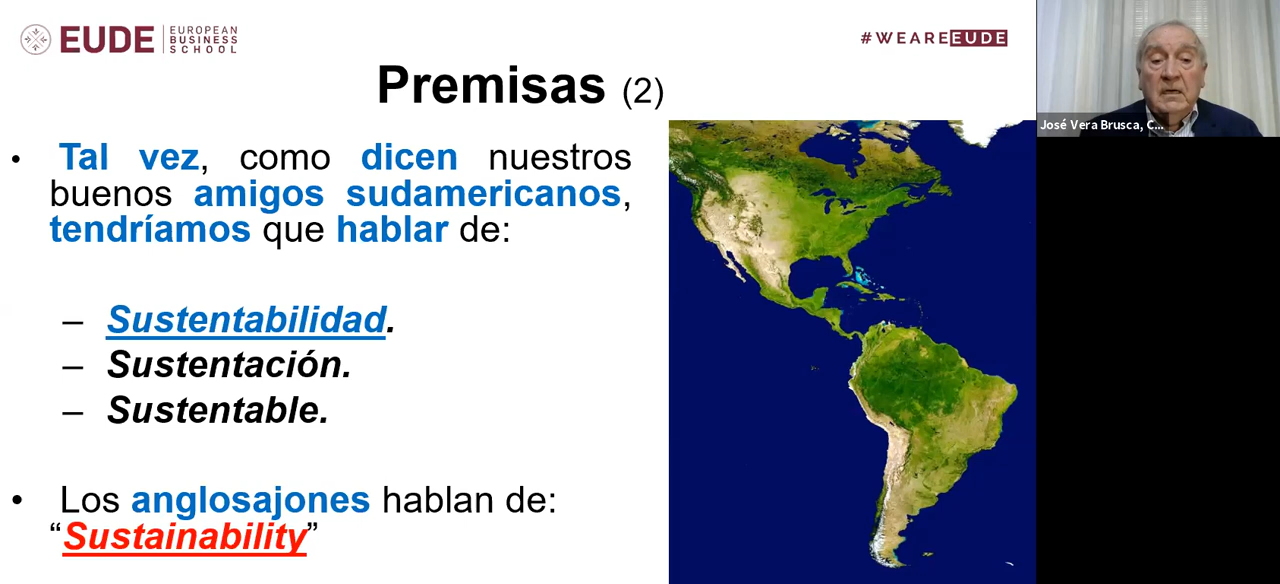 EUDE EUROPEAN BUSINESS SCHOOL
#WEAREEUDE
Premisas (2)
José Vera Brusca, C...
• Tal vez, como dicen nuestros
buenos amigos sudamericanos,
tendríamos que hablar de:
– Sustentabilidad.
– Sustentación.
– Sustentable.
• Los anglosajones hablan de:
“Sustainability”